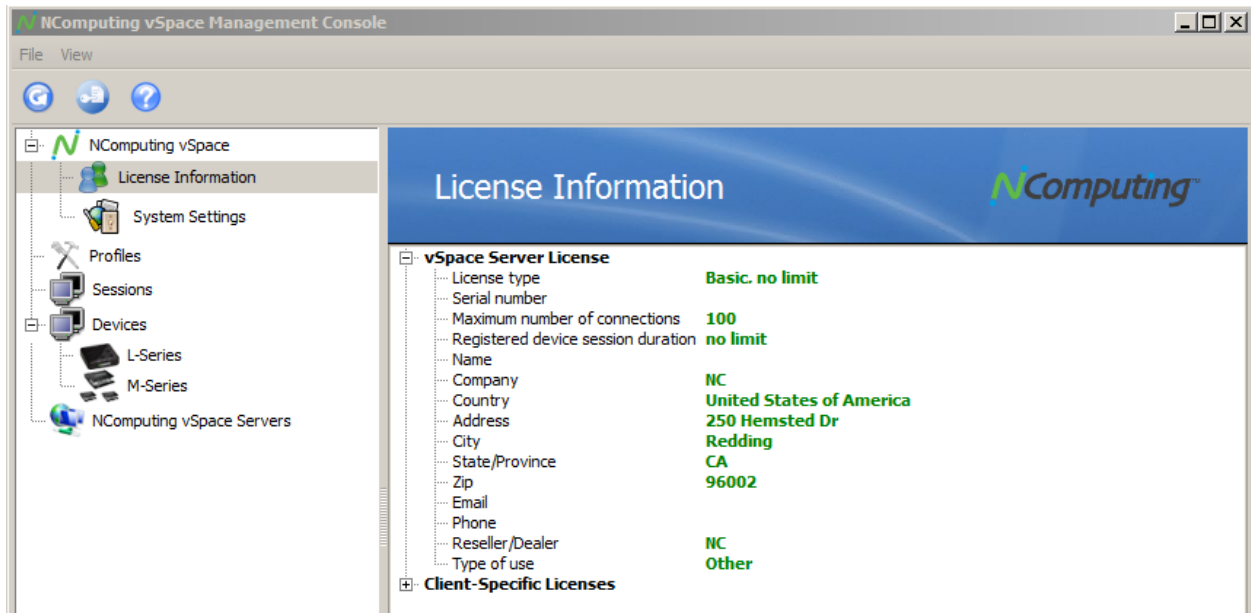 NComputing vSpace Management Console
File View
NComputing vSpace
License Information
System Settings
Profiles
Sessions
Devices
L-Series
M-Series
NComputing vSpace Servers
License Information
NComputing™
vSpace Server License
License type Basic, no limit
Serial number
Maximum number of connections 100
Registered device session duration no limit
Name
Company NC
Country United States of America
Address 250 Hemsted Dr
City Redding
State/Province CA
Zip 96002
Email
Phone
Reseller/Dealer NC
Type of use Other
Client-Specific Licenses